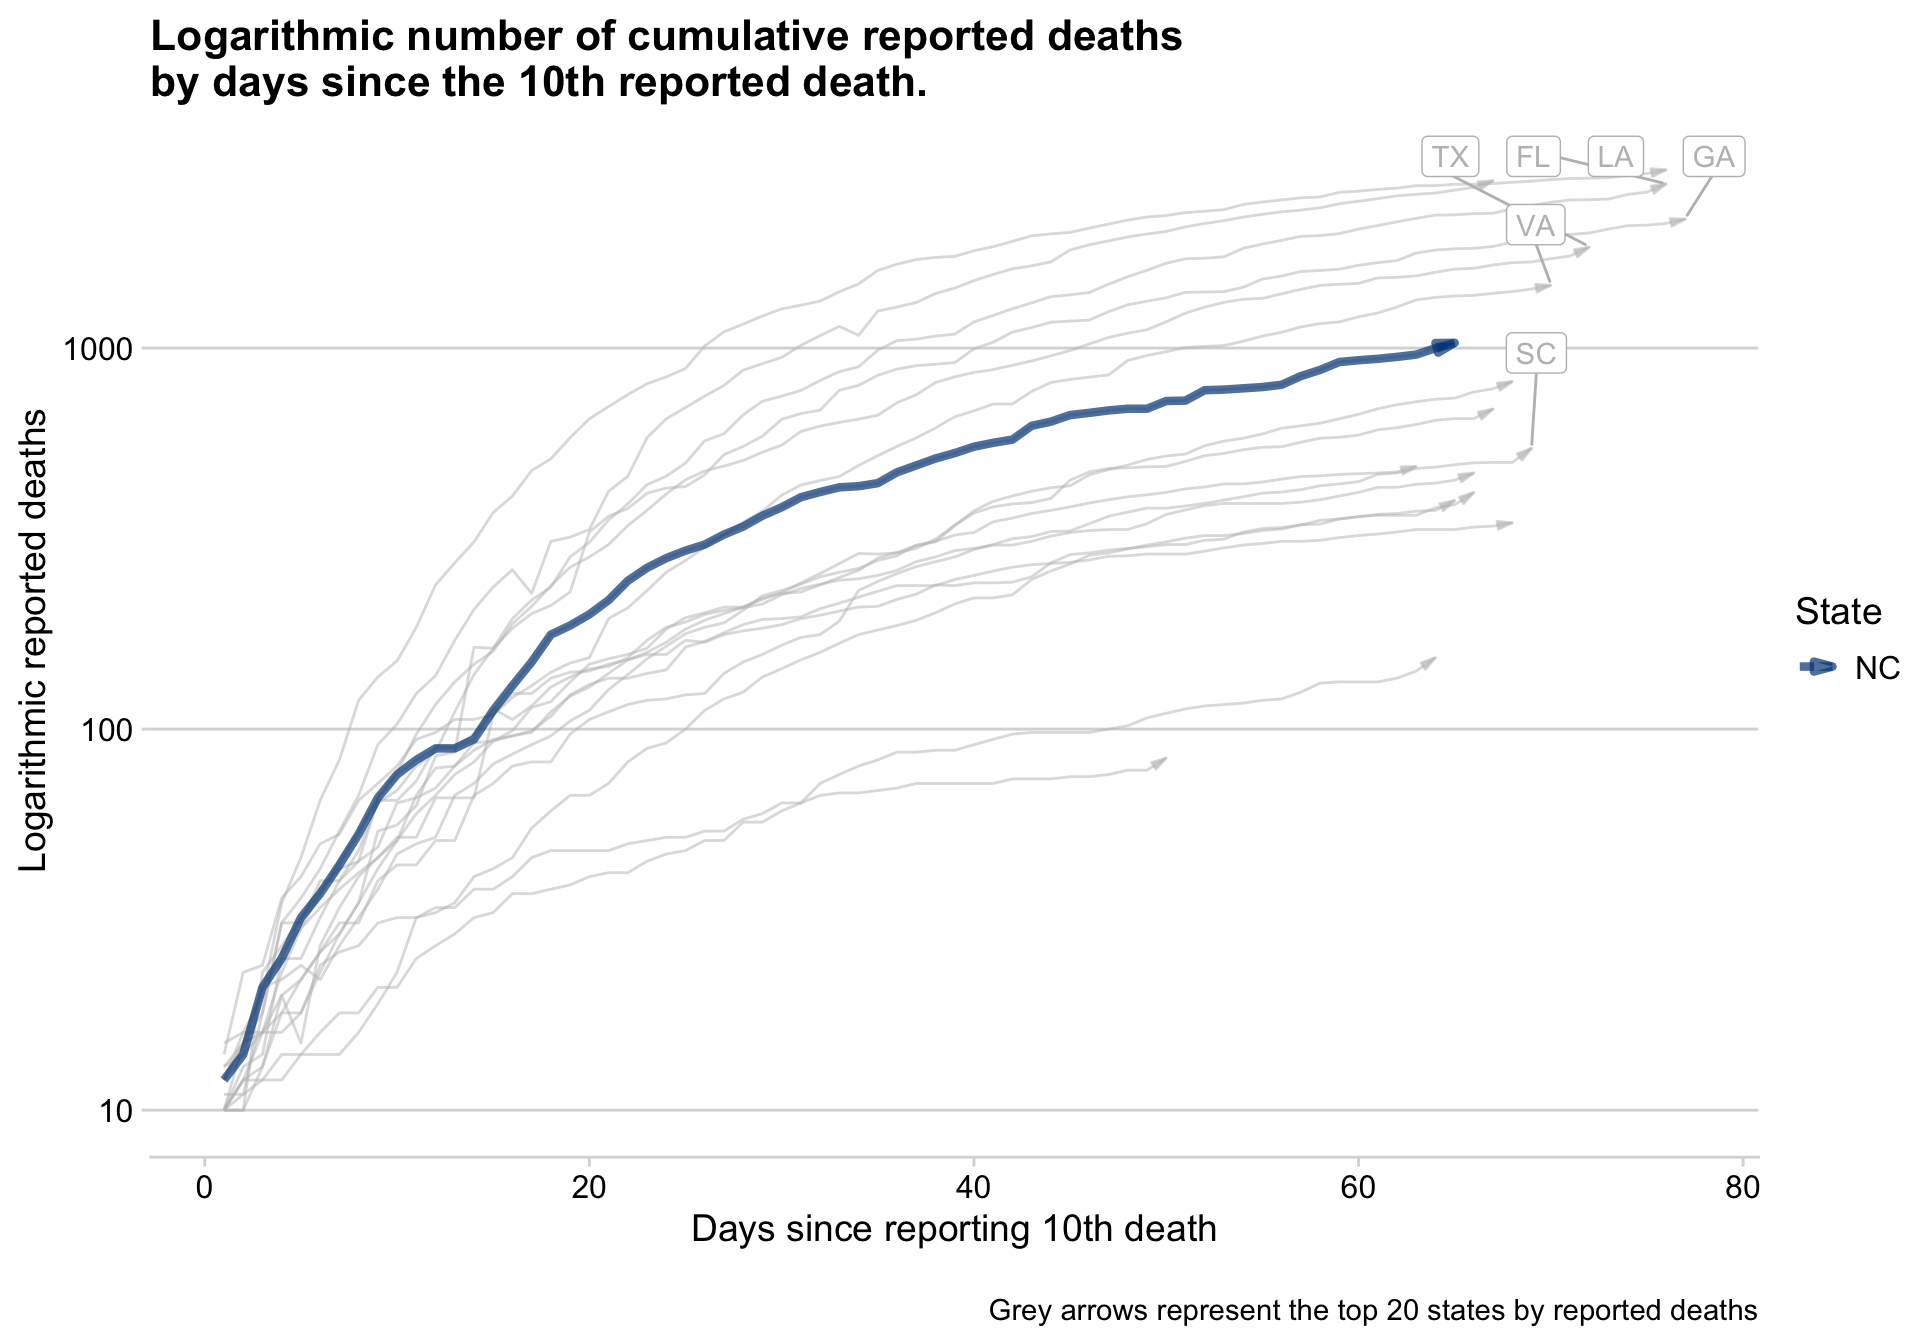 Logarithmic number of cumulative reported deaths
by days since the 10th reported death.
TX FL LA GA
VA
SC
1000
100
10
Logarithmic reported deaths
State
NC
0 20 40 60 80
Days since reporting 10th death
Grey arrows represent the top 20 states by reported deaths